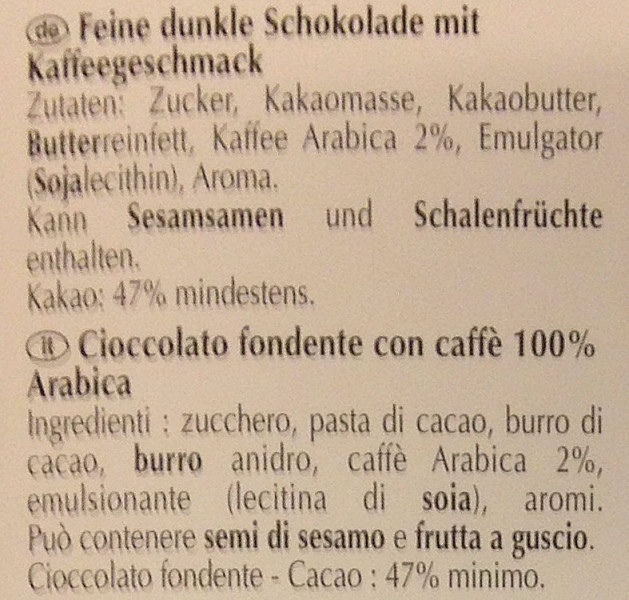 de Feine dunkle Schokolade mit
Kaffeegeschmack
Zutaten: Zucker, Kakaomasse, Kakaobutter,
Butterreinfett, Kaffee Arabica 2%, Emulgator
(Sojalecithin), Aroma.
Kann Sesamsamen und Schalenfrüchte
enthalten.
Kakao: 47% mindestens.
it Cioccolato fondente con caffè 100%
Arabica
Ingredienti : zucchero, pasta di cacao, burro di
cacao, burro anidro, caffè Arabica 2%,
emulsionante (lecitina di soia), aromi.
Può contenere semi di sesamo e frutta a guscio.
Cioccolato fondente - Cacao : 47% minimo.